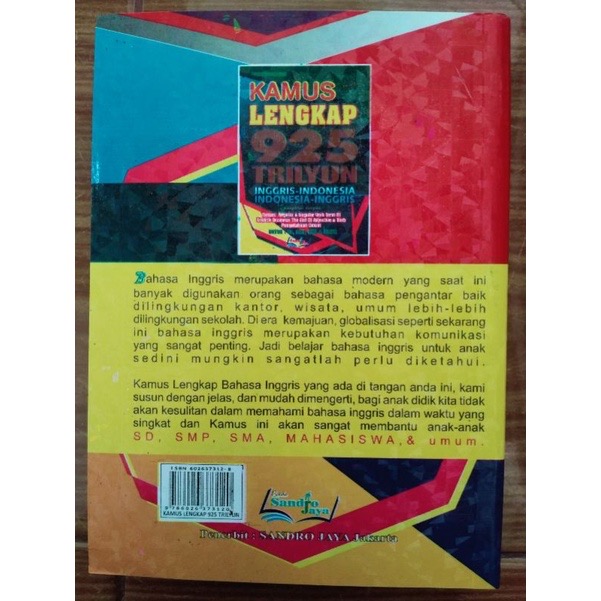 KAMUS
LENGKAP
925
TRILYUN
INGGRIS-INDONESIA
INDONESIA-INGGRIS
Bahasa Inggris merupakan bahasa modern yang saat ini
banyak digunakan orang sebagai bahasa pengantar baik
dilingkungan kantor, wisata, umum lebih-lebih
dilingkungan sekolah. Di era kemajuan, globalisasi seperti sekarang
ini bahasa inggris merupakan kebutuhan komunikasi
yang sangat penting. Jadi belajar bahasa inggris untuk anak
sedini mungkin sangatlah perlu diketahui.
Kamus Lengkap Bahasa Inggris yang ada di tangan anda ini, kami
susun dengan jelas, dan mudah dimengerti, bagi anak didik kita tidak
akan kesulitan dalam memahami bahasa inggris dalam waktu yang
singkat dan Kamus ini akan sangat membantu anak-anak
SD, SMP, SMA, MAHASISWA,& umum.
ISBN 602657312-8
KAMUS LENGKAP 925 TRILYUN
Sandro
Jaya
Penerbit : SANDRO JAYA Jakarta